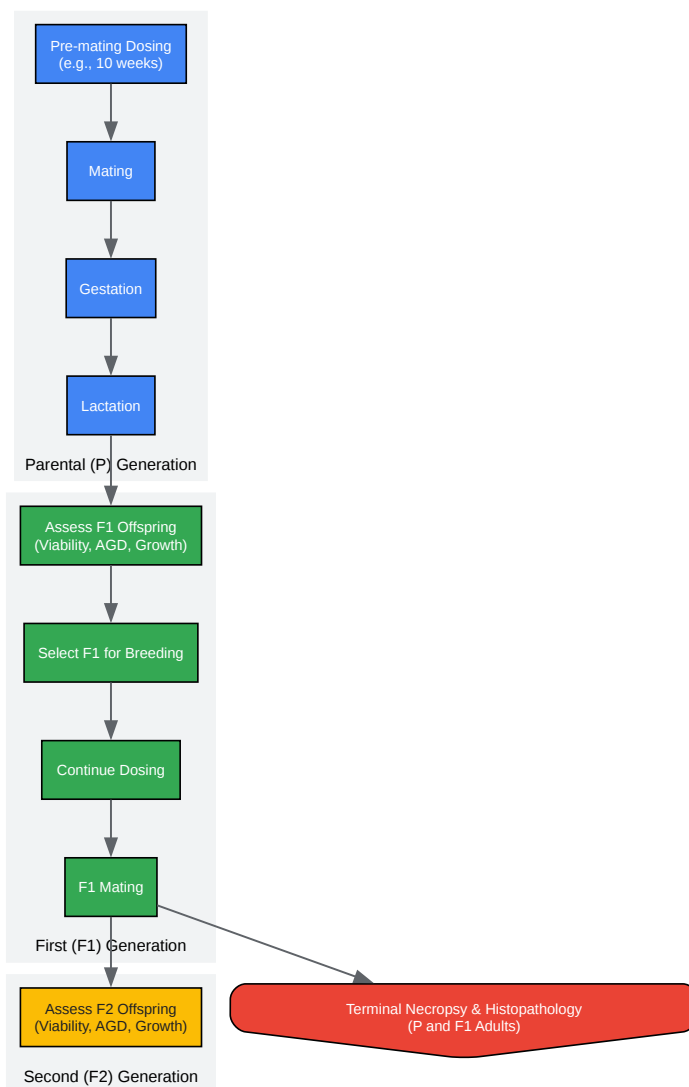 Pre-mating Dosing
(e.g., 10 weeks)
Mating
Gestation
Lactation
Parental (P) Generation
Assess F1 Offspring
(Viability, AGD, Growth)
Select F1 for Breeding
Continue Dosing
F1 Mating
First (F1) Generation
Assess F2 Offspring
(Viability, AGD, Growth)
Terminal Necropsy & Histopathology
(P and F1 Adults)
Second (F2) Generation